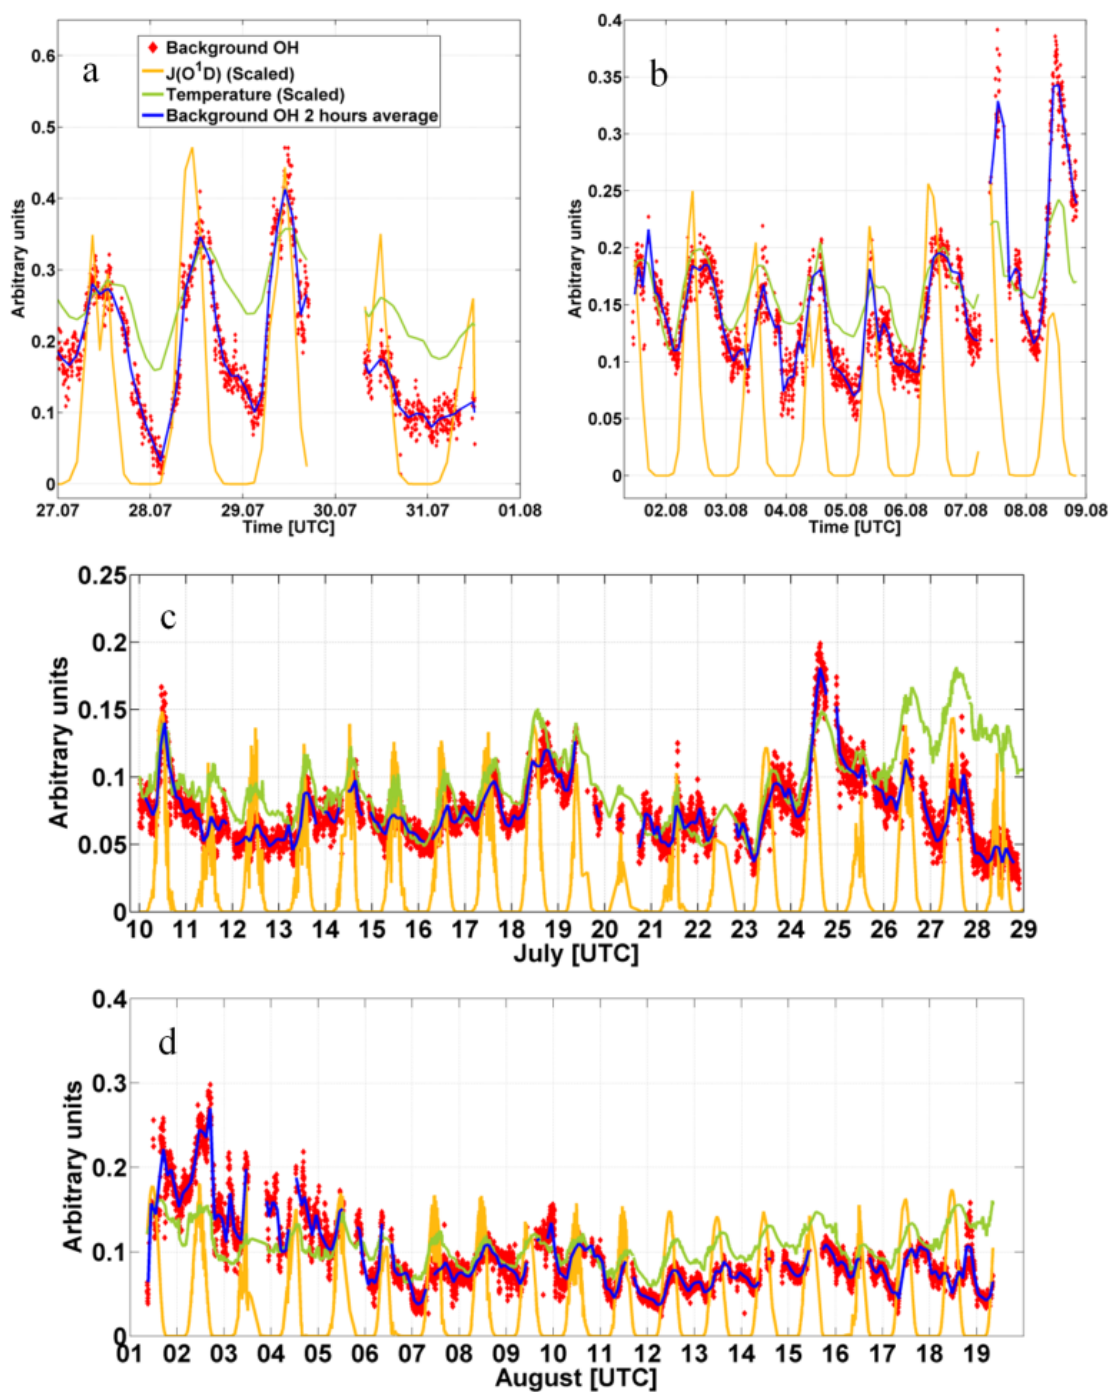 a
Background OH
J(O¹D) (Scaled)
Temperature (Scaled)
Background OH 2 hours average
0.6
0.5
0.4
0.3
0.2
0.1
0
Arbitrary units
27.07 28.07 29.07 30.07 31.07 01.08
Time [UTC]
b
0.4
0.35
0.3
0.25
0.2
0.15
0.1
0.05
0
Arbitrary units
02.08 03.08 04.08 05.08 06.08 07.08 08.08 09.08
Time [UTC]
c
0.25
0.2
0.15
0.1
0.05
0
Arbitrary units
10 11 12 13 14 15 16 17 18 19 20 21 22 23 24 25 26 27 28 29
July [UTC]
d
0.4
0.3
0.2
0.1
0
Arbitrary units
01 02 03 04 05 06 07 08 09 10 11 12 13 14 15 16 17 18 19
August [UTC]